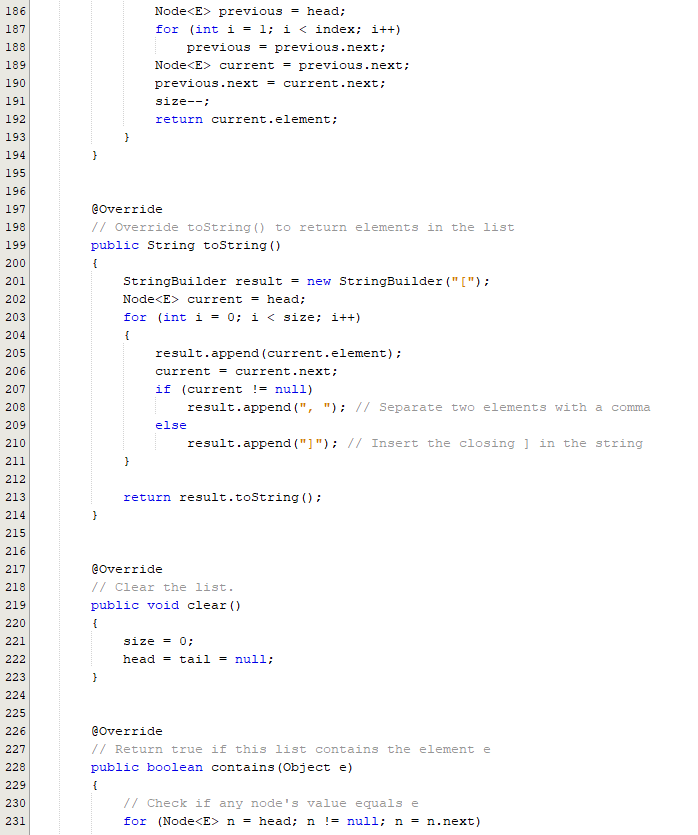 186 Node<E> previous = head;
187 for (int i = 1; i < index; i++)
188 previous = previous.next;
189 Node<E> current = previous.next;
190 previous.next = current.next;
191 size--;
192 return current.element;
193 }
194 }
195
196
197 @Override
198 // Override toString() to return elements in the list
199 public String toString()
200 {
201 StringBuilder result = new StringBuilder("[");
202 Node<E> current = head;
203 for (int i = 0; i < size; i++)
204 {
205 result.append(current.element);
206 current = current.next;
207 if (current != null)
208 result.append(", "); // Separate two elements with a comma
209 else
210 result.append("]"); // Insert the closing ] in the string
211 }
212
213 return result.toString();
214 }
215
216
217 @Override
218 // Clear the list.
219 public void clear()
220 {
221 size = 0;
222 head = tail = null;
223 }
224
225
226 @Override
227 // Return true if this list contains the element e
228 public boolean contains(Object e)
229 {
230 // Check if any node's value equals e
231 for (Node<E> n = head; n != null; n = n.next)